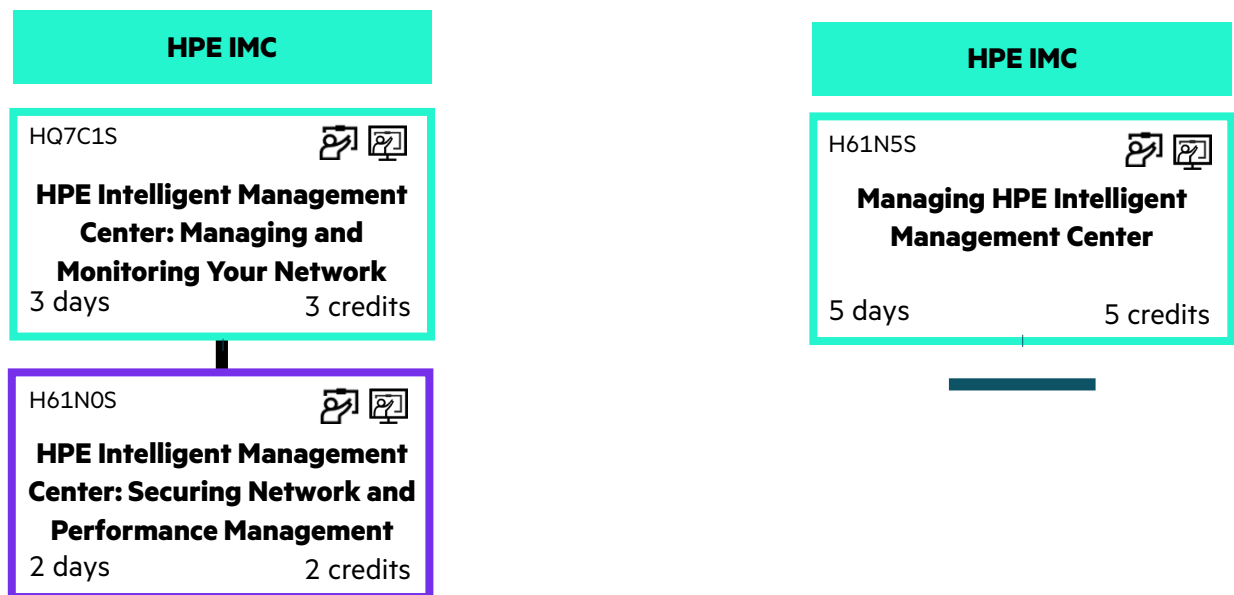 HPE IMC
HQ7C1S
HPE Intelligent Management
Center: Managing and
Monitoring Your Network
3 days
3 credits
H61N0S
HPE Intelligent Management
Center: Securing Network and
Performance Management
2 days
2 credits
HPE IMC
H61N5S
Managing HPE Intelligent
Management Center
5 days
5 credits